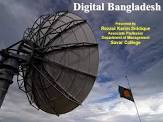 Digital Bangladesh
Presented by
Rezaul Karim Siddique
Associate Professor
Department of Management
Savar College